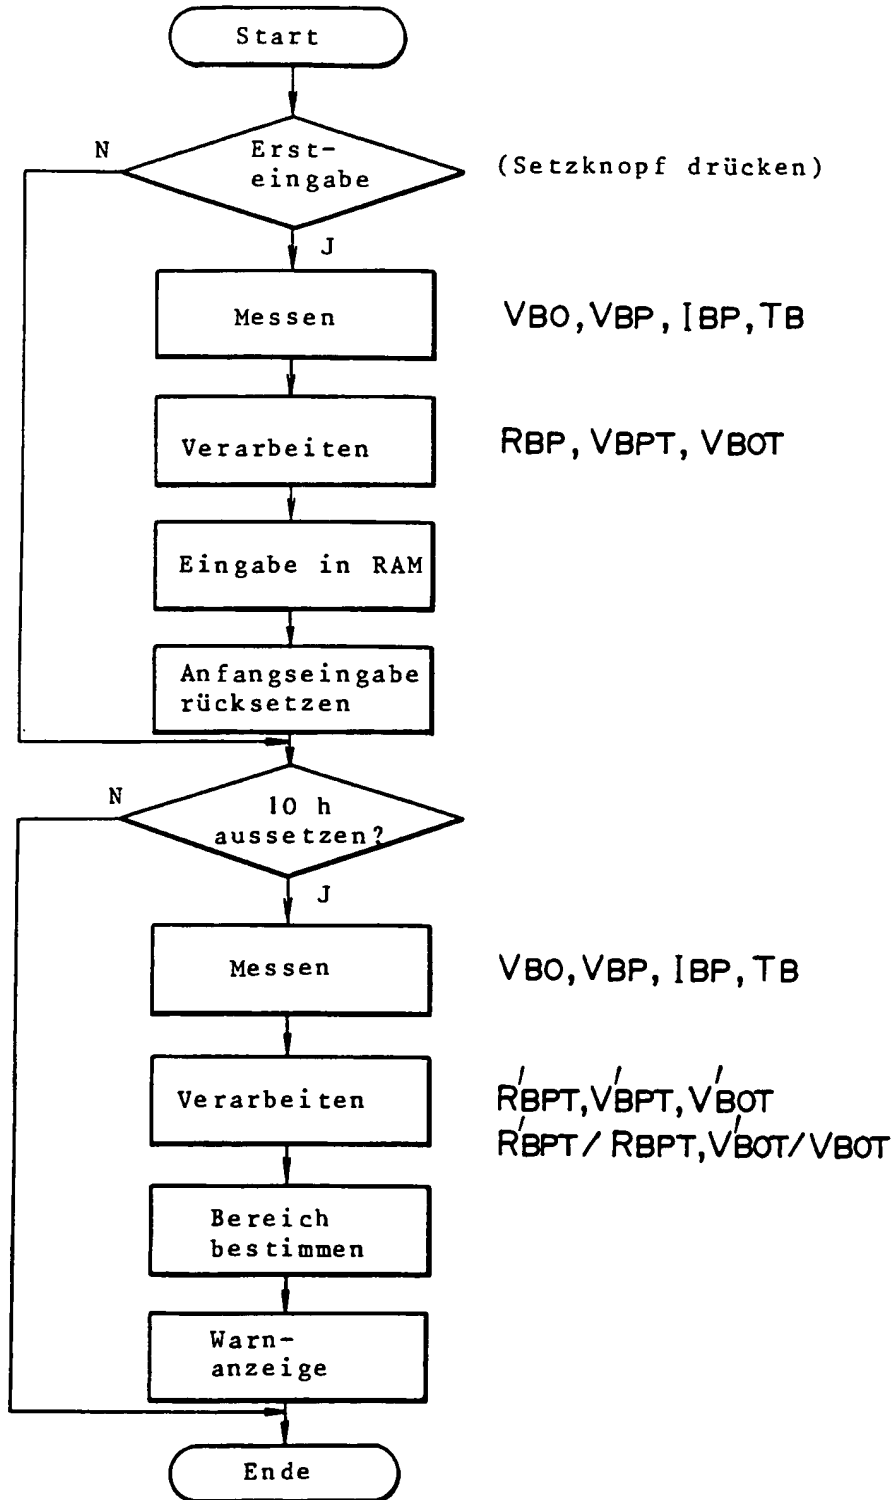 Start
N
Erst-
eingabe
(Setzknopf drücken)
J
Messen
VBO, VBP, IBP, TB
Verarbeiten
RBP, VBPT, VBOT
Eingabe in RAM
Anfangseingabe
rücksetzen
N
10 h
aussetzen?
J
Messen
VBO, VBP, IBP, TB
Verarbeiten
R'BPT, V'BPT, V'BOT
R'BPT / RBPT, V'BOT / VBOT
Bereich
bestimmen
Warn-
anzeige
Ende